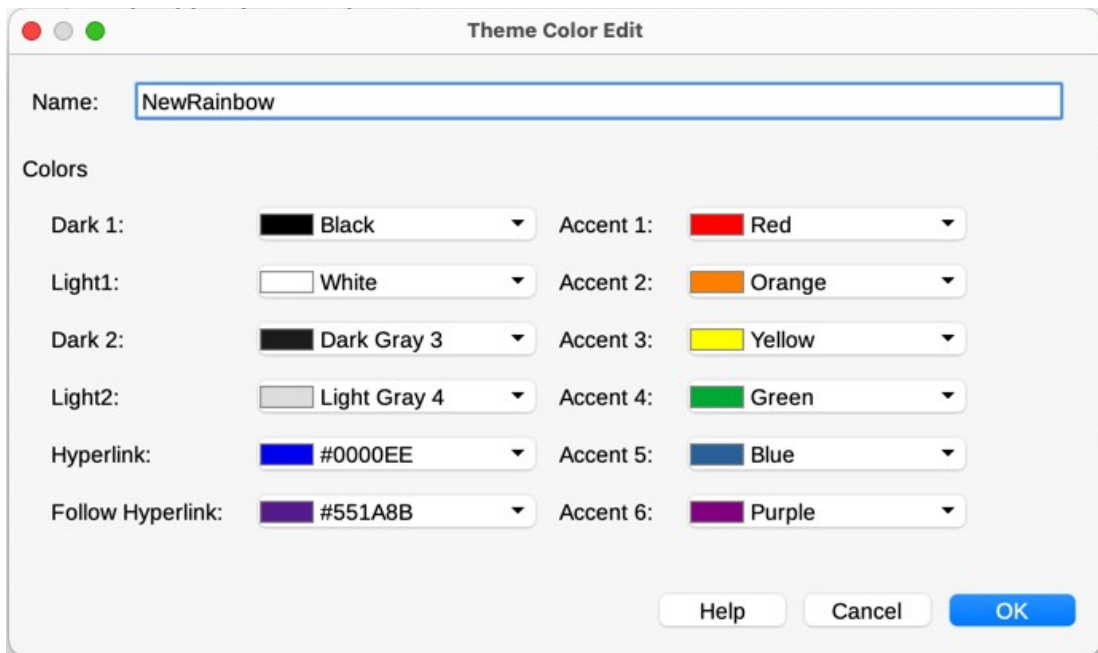 Theme Color Edit
Name: NewRainbow
Colors
Dark 1: Black Accent 1: Red
Light1: White Accent 2: Orange
Dark 2: Dark Gray 3 Accent 3: Yellow
Light2: Light Gray 4 Accent 4: Green
Hyperlink: #0000EE Accent 5: Blue
Follow Hyperlink: #551A8B Accent 6: Purple
Help Cancel OK